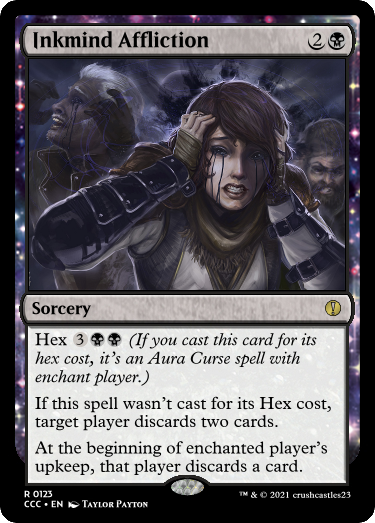 Inkmind Affliction 2
Sorcery
Hex 3 (If you cast this card for its
hex cost, it's an Aura Curse spell with
enchant player.)
If this spell wasn't cast for its Hex cost,
target player discards two cards.
At the beginning of enchanted player's
upkeep, that player discards a card.
R 0123
CCC • EN TAYLOR PAYTON
™ & © 2021 crushcastles23